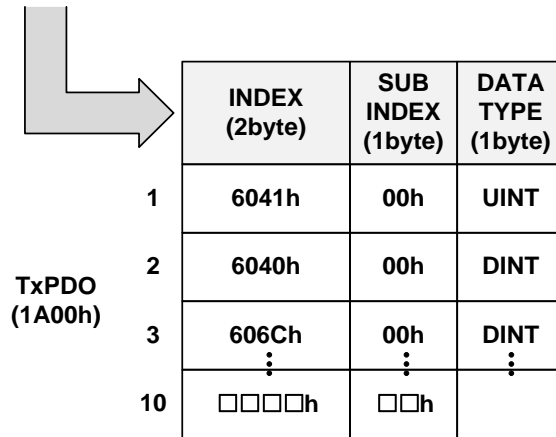 INDEX
(2byte)
SUB
INDEX
(1byte)
DATA
TYPE
(1byte)
1
6041h
00h
UINT
TxPDO
(1A00h)
2
6040h
00h
DINT
3
606Ch
00h
DINT
10
□□□□h
□□h